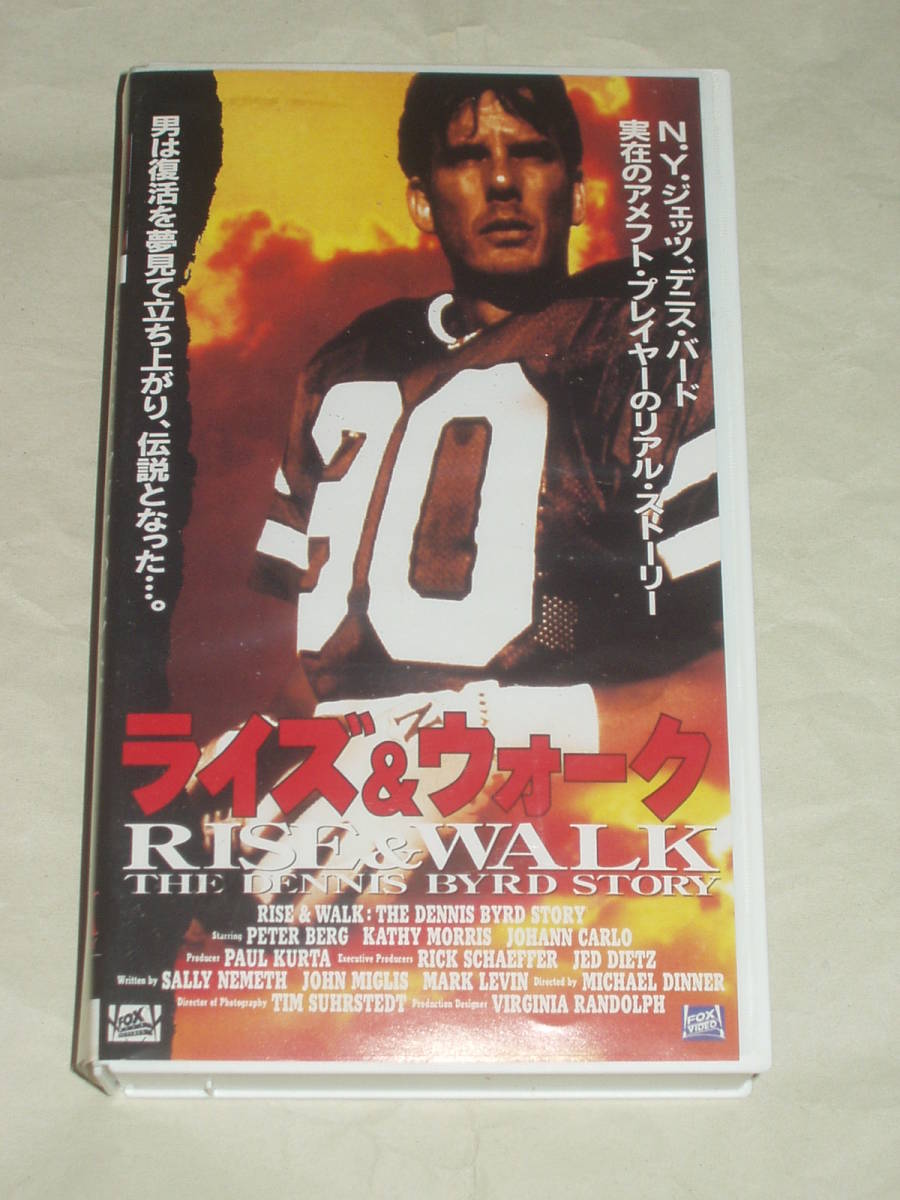 N.Y.ジェッツ、デニス・バード
実在のアメフト・プレイヤーのリアル・ストーリー
男は復活を夢見て立ち上がり、伝説となった…。
90
ライズ&ウォーク
RISE & WALK
THE DENNIS BYRD STORY
RISE & WALK : THE DENNIS BYRD STORY
Starring PETER BERG KATHY MORRIS JOHANN CARLO
Producer PAUL KURTA Executive Producers RICK SCHAEFFER JED DIETZ
Written by SALLY NEMETH JOHN MIGLIS MARK LEVIN Directed by MICHAEL DINNER
Director of Photography TIM SUHRSTEDT Production Designer VIRGINIA RANDOLPH
FOX
FOX
VIDEO